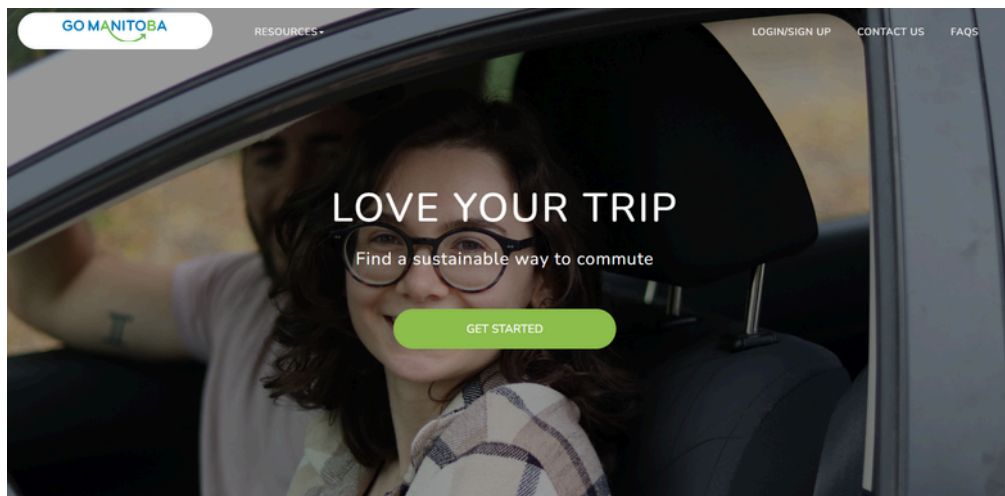 GO MANITOBA
RESOURCES
LOGIN/SIGN UP
CONTACT US
FAQS
LOVE YOUR TRIP
Find a sustainable way to commute
GET STARTED